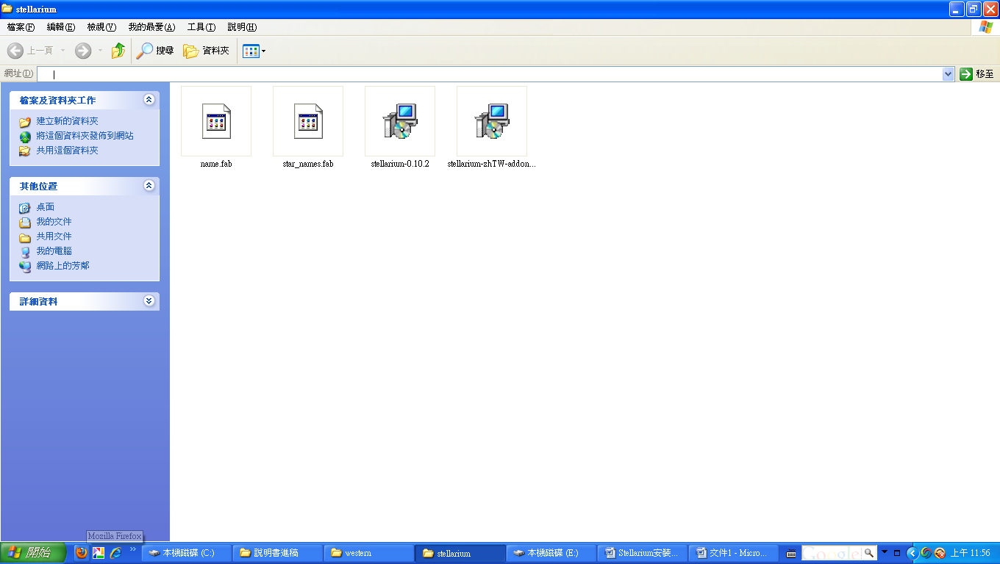 stellarium
檔案(F) 編輯(E) 檢視(V) 我的最愛(A) 工具(T) 說明(H)
上一頁 搜尋 資料夾
網址(D) 移至
檔案及資料夾工作
建立新的資料夾
將這個資料夾發佈到網站
共用這個資料夾
其他位置
桌面
我的文件
共用文件
我的電腦
網路上的芳鄰
詳細資料
name.fab
star_names.fab
stellarium-0.10.2
stellarium-zhTW-addon...
Mozilla Firefox
開始 本機磁碟 (C:) 說明書進稿 western stellarium 本機磁碟 (E:) Stellarium安裝... 文件1 - Micro... Google 上午 11:56